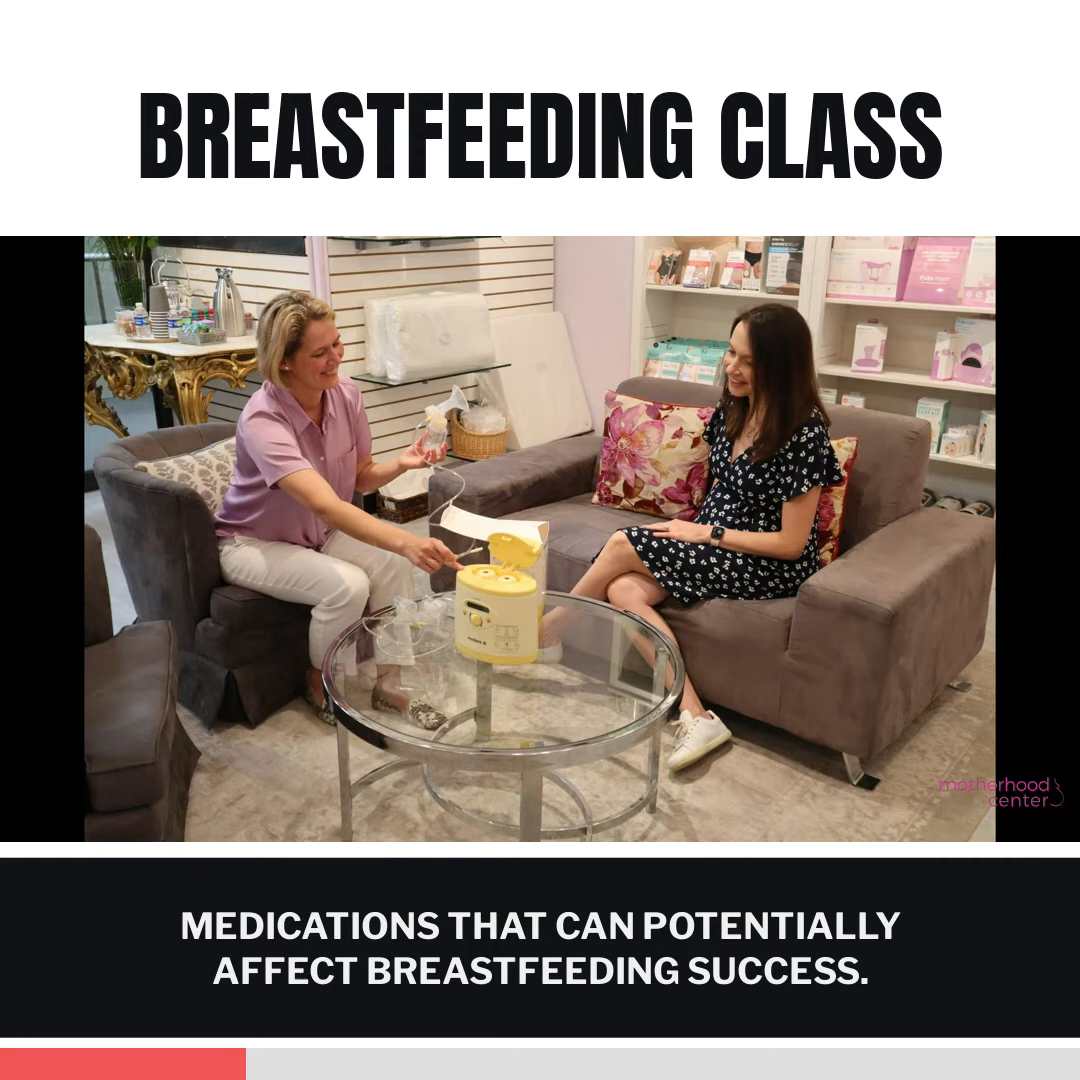 BREASTFEEDING CLASS
motherhood
center
MEDICATIONS THAT CAN POTENTIALLY
AFFECT BREASTFEEDING SUCCESS.